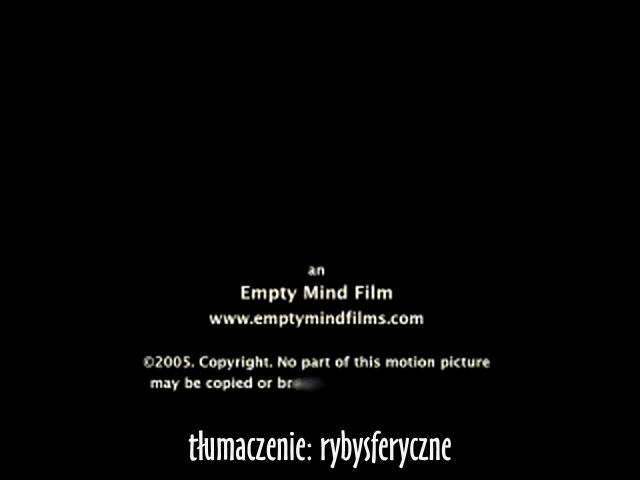 an
Empty Mind Film
www.emptymindfilms.com
©2005. Copyright. No part of this motion picture
may be copied or
tłumaczenie: rybysferyczne